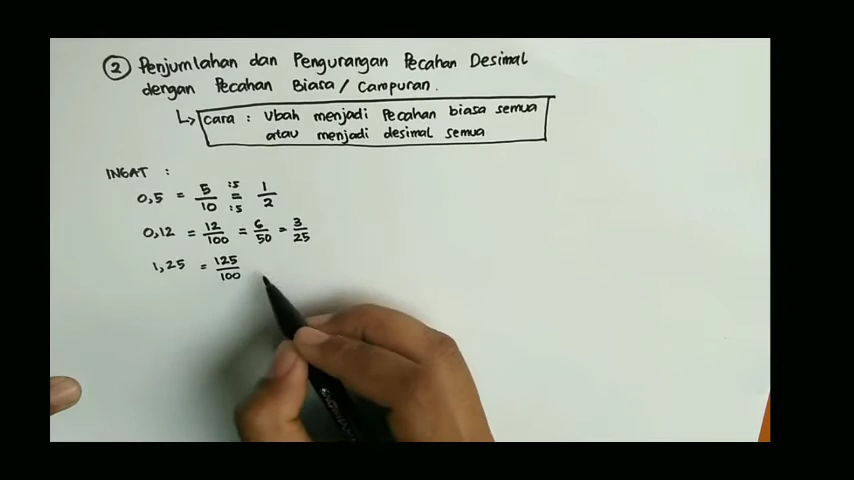 2 Penjumlahan dan Pengurangan Pecahan Desimal
dengan Pecahan Biasa / Campuran.
↳ cara : Ubah menjadi Pecahan biasa semua
atau menjadi desimal semua
INGAT :
0,5 = 5/10 :5 = :5 1/2
0,12 = 12/100 = 6/50 = 3/25
1,25 = 125/100